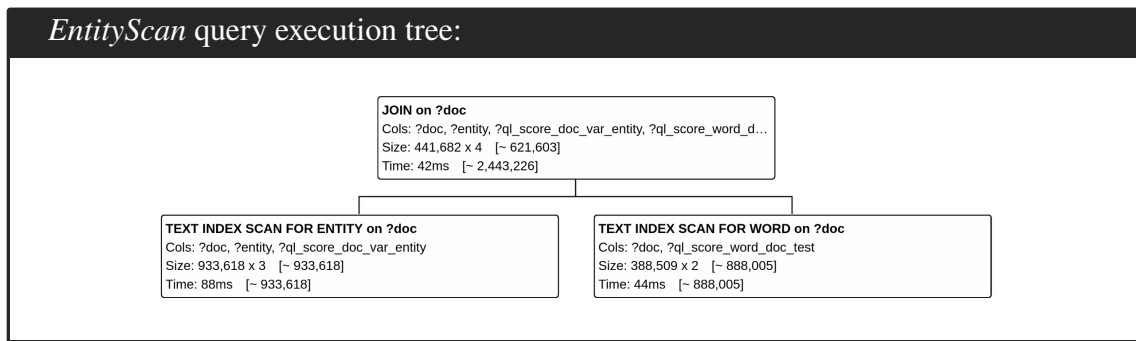 EntityScan query execution tree:
JOIN on ?doc
Cols: ?doc, ?entity, ?ql_score_doc_var_entity, ?ql_score_word_d...
Size: 441,682 x 4 [~ 621,603]
Time: 42ms [~ 2,443,226]
TEXT INDEX SCAN FOR ENTITY on ?doc
Cols: ?doc, ?entity, ?ql_score_doc_var_entity
Size: 933,618 x 3 [~ 933,618]
Time: 88ms [~ 933,618]
TEXT INDEX SCAN FOR WORD on ?doc
Cols: ?doc, ?ql_score_word_doc_test
Size: 388,509 x 2 [~ 888,005]
Time: 44ms [~ 888,005]